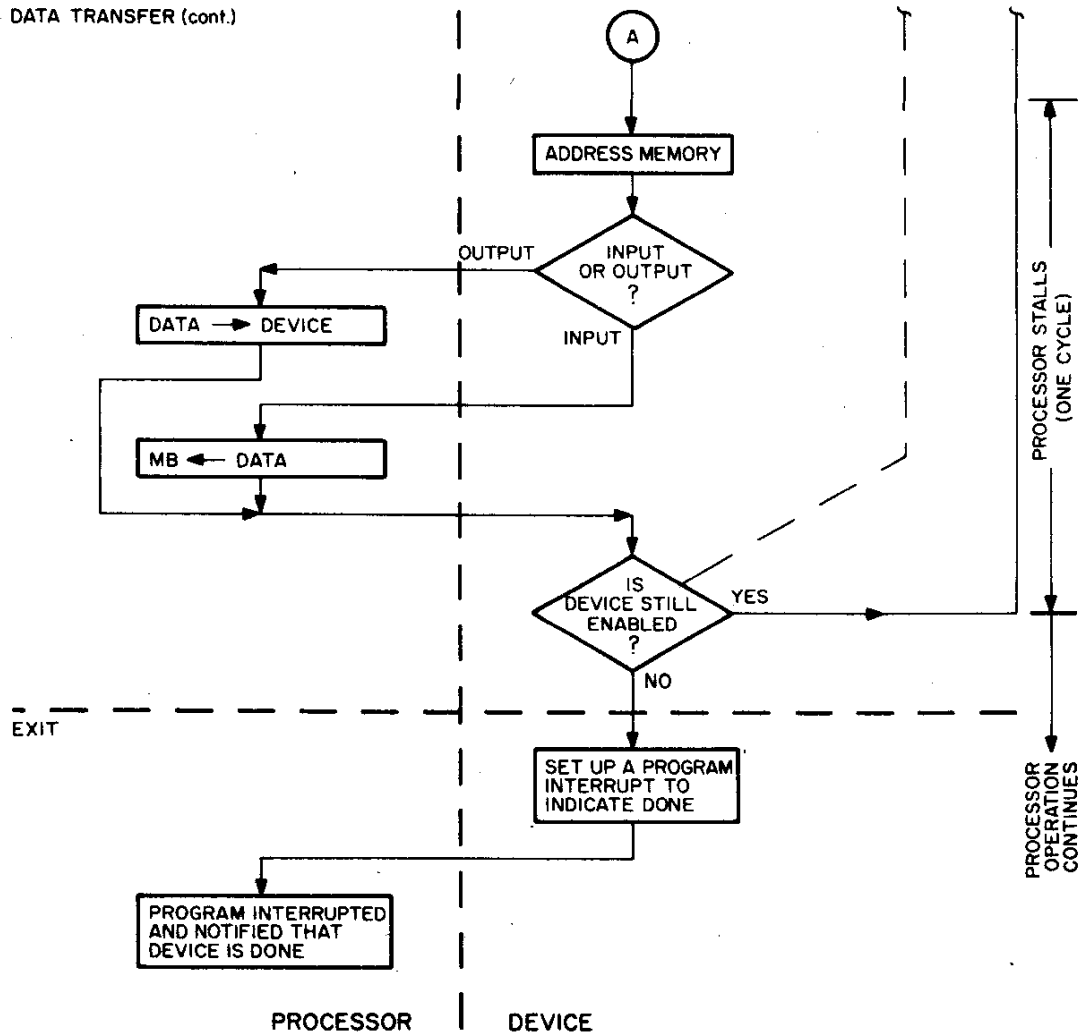 DATA TRANSFER (cont.)
A
ADDRESS MEMORY
OUTPUT
INPUT
OR OUTPUT
?
DATA → DEVICE
INPUT
MB ← DATA
PROCESSOR STALLS
(ONE CYCLE)
IS
DEVICE STILL
ENABLED
?
YES
NO
EXIT
SET UP A PROGRAM
INTERRUPT TO
INDICATE DONE
PROCESSOR
OPERATION
CONTINUES
PROGRAM INTERRUPTED
AND NOTIFIED THAT
DEVICE IS DONE
PROCESSOR
DEVICE